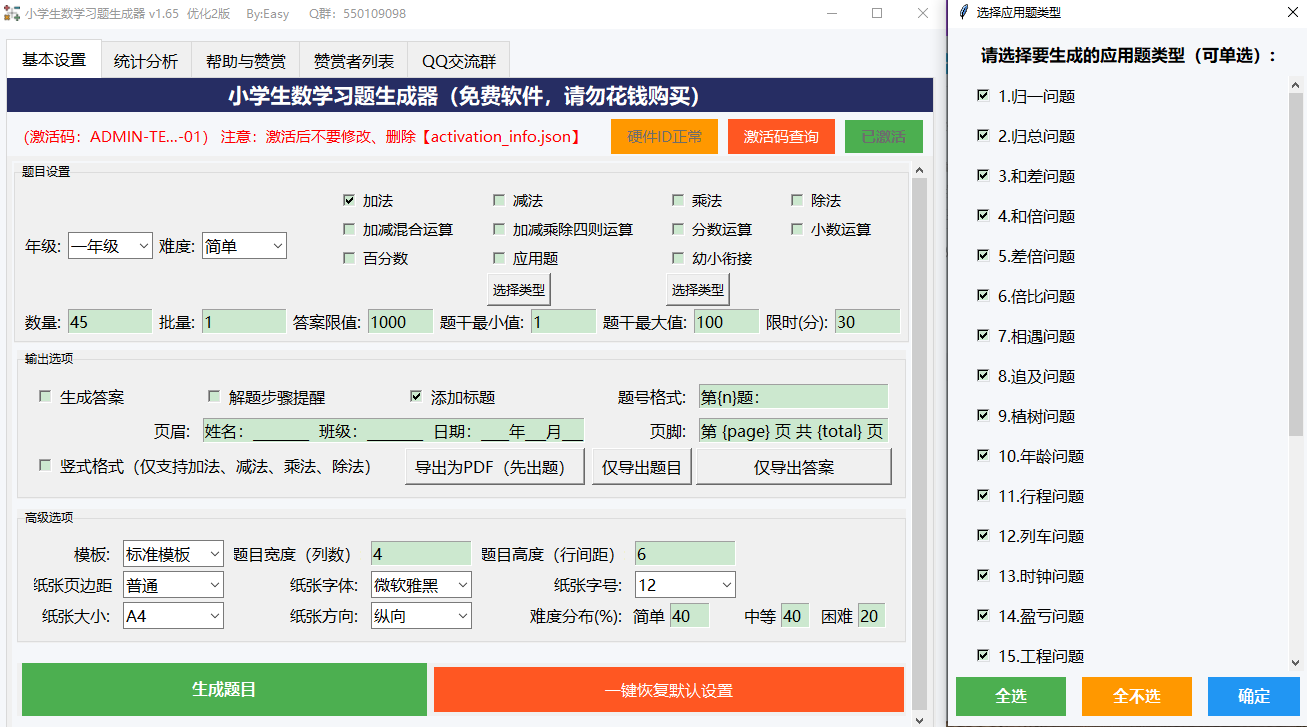 小学生数学习题生成器 v1.65 优化2版 By:Easy Q群：550109098
基本设置 统计分析 帮助与赞赏 赞赏者列表 QQ交流群
小学生数学习题生成器（免费软件，请勿花钱购买）
（激活码：ADMIN-TE...-01） 注意：激活后不要修改、删除【activation_info.json】 硬件ID正常 激活码查询 已激活
题目设置
加法 减法 乘法 除法
加减混合运算 加减乘除四则运算 分数运算 小数运算
年级: 一年级 难度: 简单
百分数 应用题 幼小衔接
选择类型 选择类型
数量: 45 批量: 1 答案限值: 1000 题干最小值: 1 题干最大值: 100 限时(分): 30
输出选项
生成答案 解题步骤提醒 添加标题 题号格式: 第{n}题：
页眉: 姓名：_______ 班级：_______ 日期：____年___月___ 页脚: 第 {page} 页 共 {total} 页
竖式格式（仅支持加法、减法、乘法、除法） 导出为PDF（先出题） 仅导出题目 仅导出答案
高级选项
模板: 标准模板 题目宽度（列数） 4 题目高度（行间距） 6
纸张页边距 普通 纸张字体: 微软雅黑 纸张字号: 12
纸张大小: A4 纸张方向: 纵向 难度分布(%): 简单 40 中等 40 困难 20
生成题目 一键恢复默认设置
选择应用题类型
请选择要生成的应用题类型（可单选）：
1.归一问题
2.归总问题
3.和差问题
4.和倍问题
5.差倍问题
6.倍比问题
7.相遇问题
8.追及问题
9.植树问题
10.年龄问题
11.行程问题
12.列车问题
13.时钟问题
14.盈亏问题
15.工程问题
全选 全不选 确定